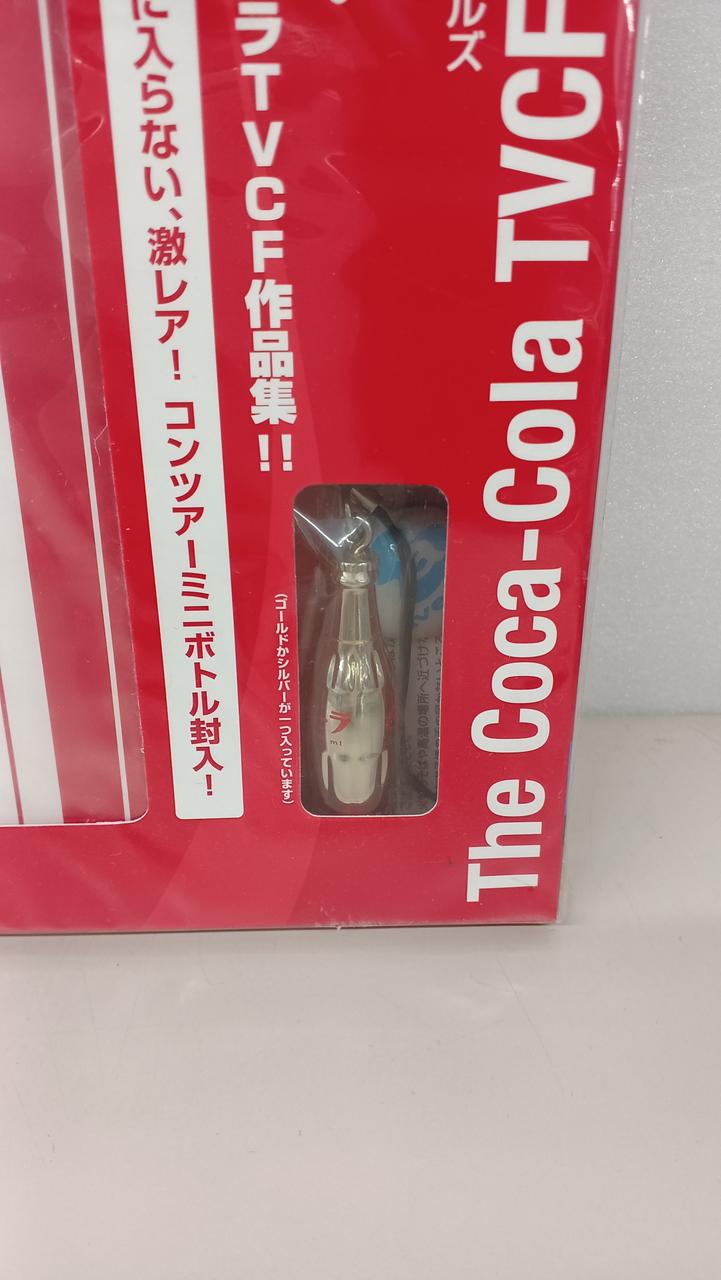 The Coca-Cola TVCF
ルズ
ラTVCF作品集!!
に入らない、激レア! コンツアーミニボトル封入!
(ゴールドかシルバーが一つ入っています)
ラ
ml